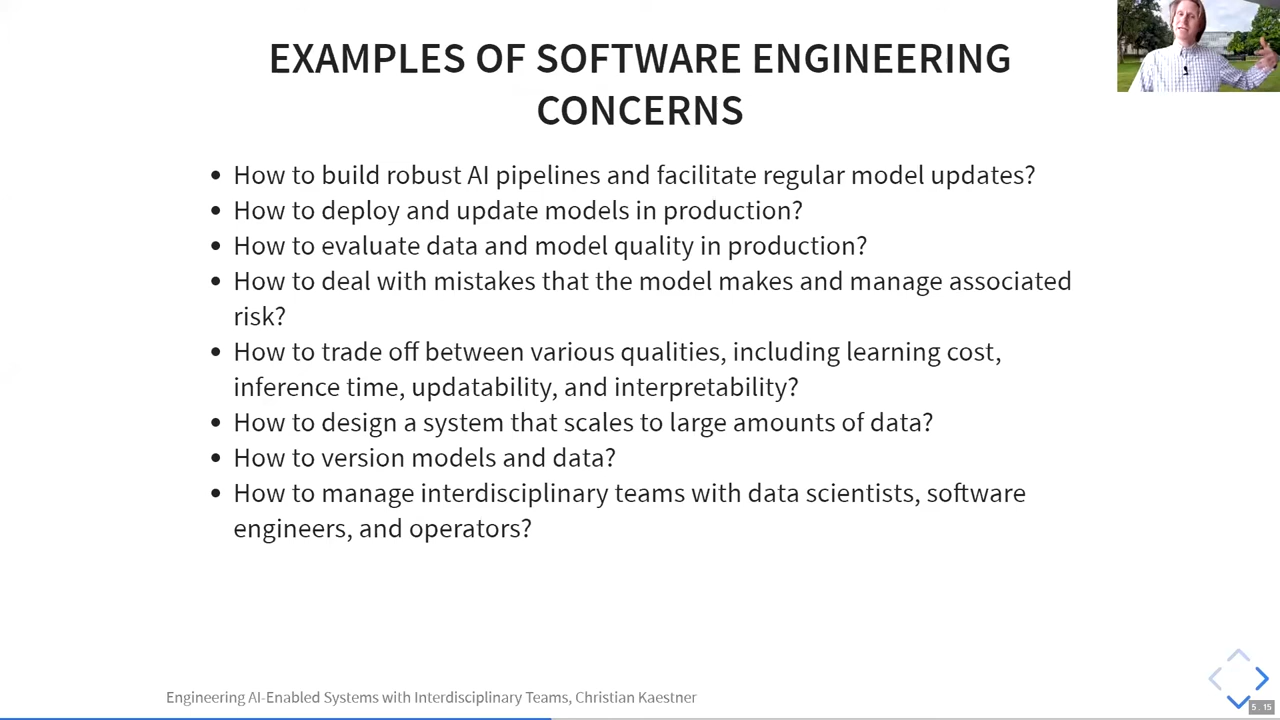 EXAMPLES OF SOFTWARE ENGINEERING
CONCERNS
• How to build robust AI pipelines and facilitate regular model updates?
• How to deploy and update models in production?
• How to evaluate data and model quality in production?
• How to deal with mistakes that the model makes and manage associated
risk?
• How to trade off between various qualities, including learning cost,
inference time, updatability, and interpretability?
• How to design a system that scales to large amounts of data?
• How to version models and data?
• How to manage interdisciplinary teams with data scientists, software
engineers, and operators?
Engineering AI-Enabled Systems with Interdisciplinary Teams, Christian Kaestner
5 . 15